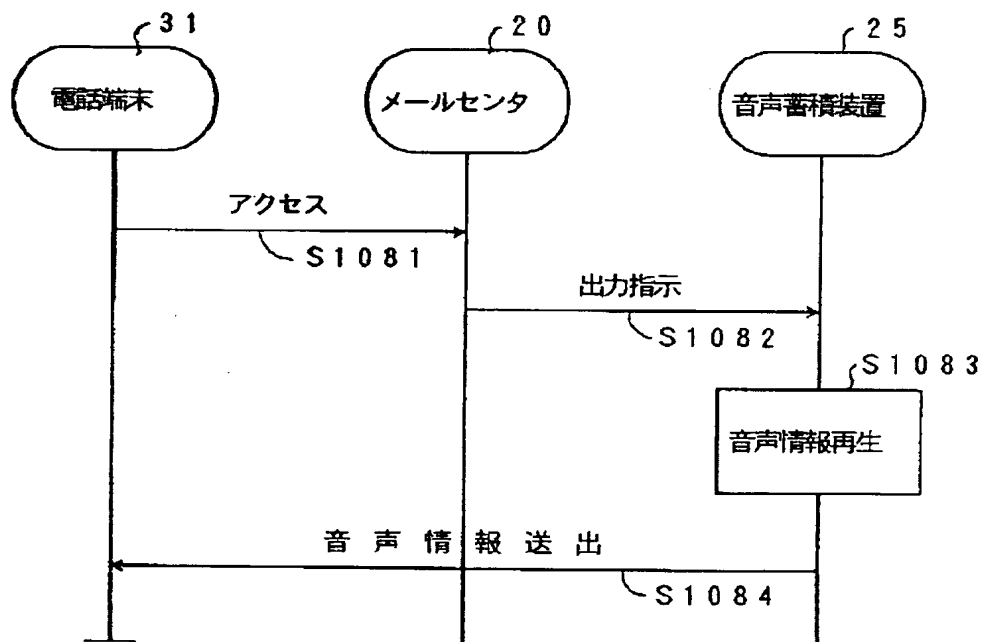 31
20
25
電話端末
メールセンタ
音声蓄積装置
アクセス
S1081
出力指示
S1082
S1083
音声情報再生
音声情報送出
S1084